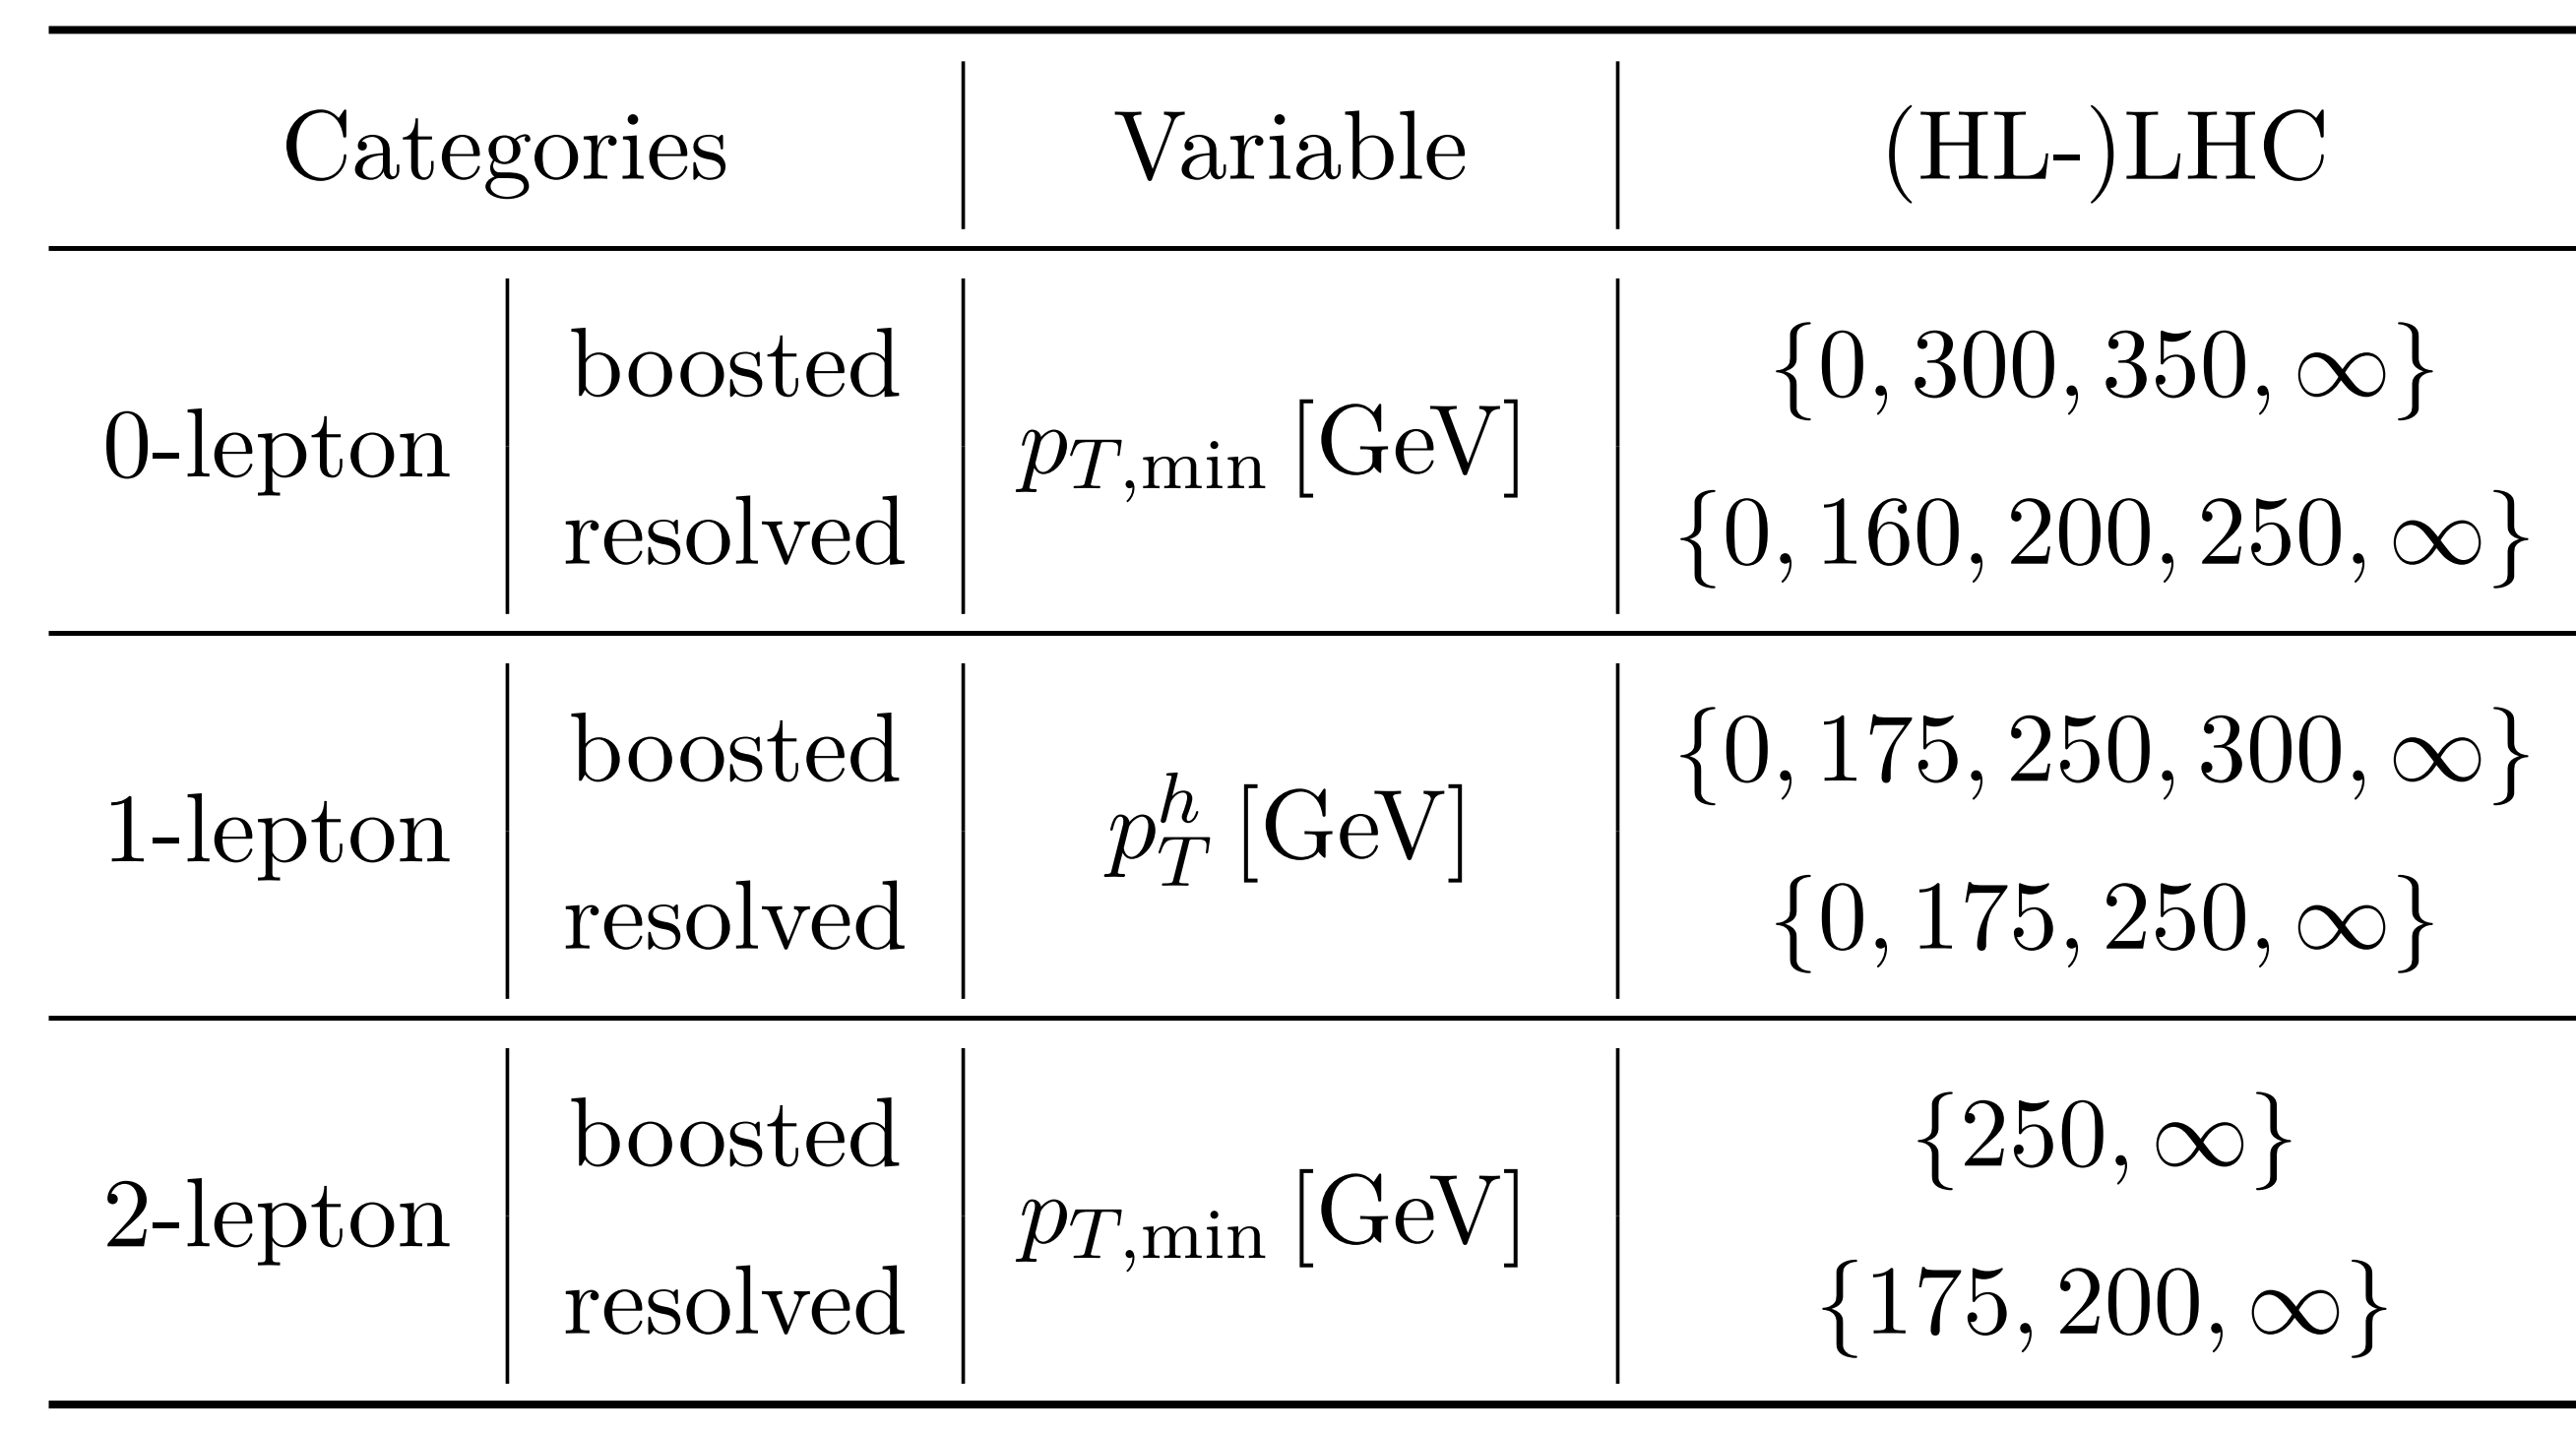 Categories Variable (HL-)LHC
0-lepton boosted p_{T,min} [GeV] {0, 300, 350, ∞}
resolved {0, 160, 200, 250, ∞}
1-lepton boosted p_T^h [GeV] {0, 175, 250, 300, ∞}
resolved {0, 175, 250, ∞}
2-lepton boosted p_{T,min} [GeV] {250, ∞}
resolved {175, 200, ∞}